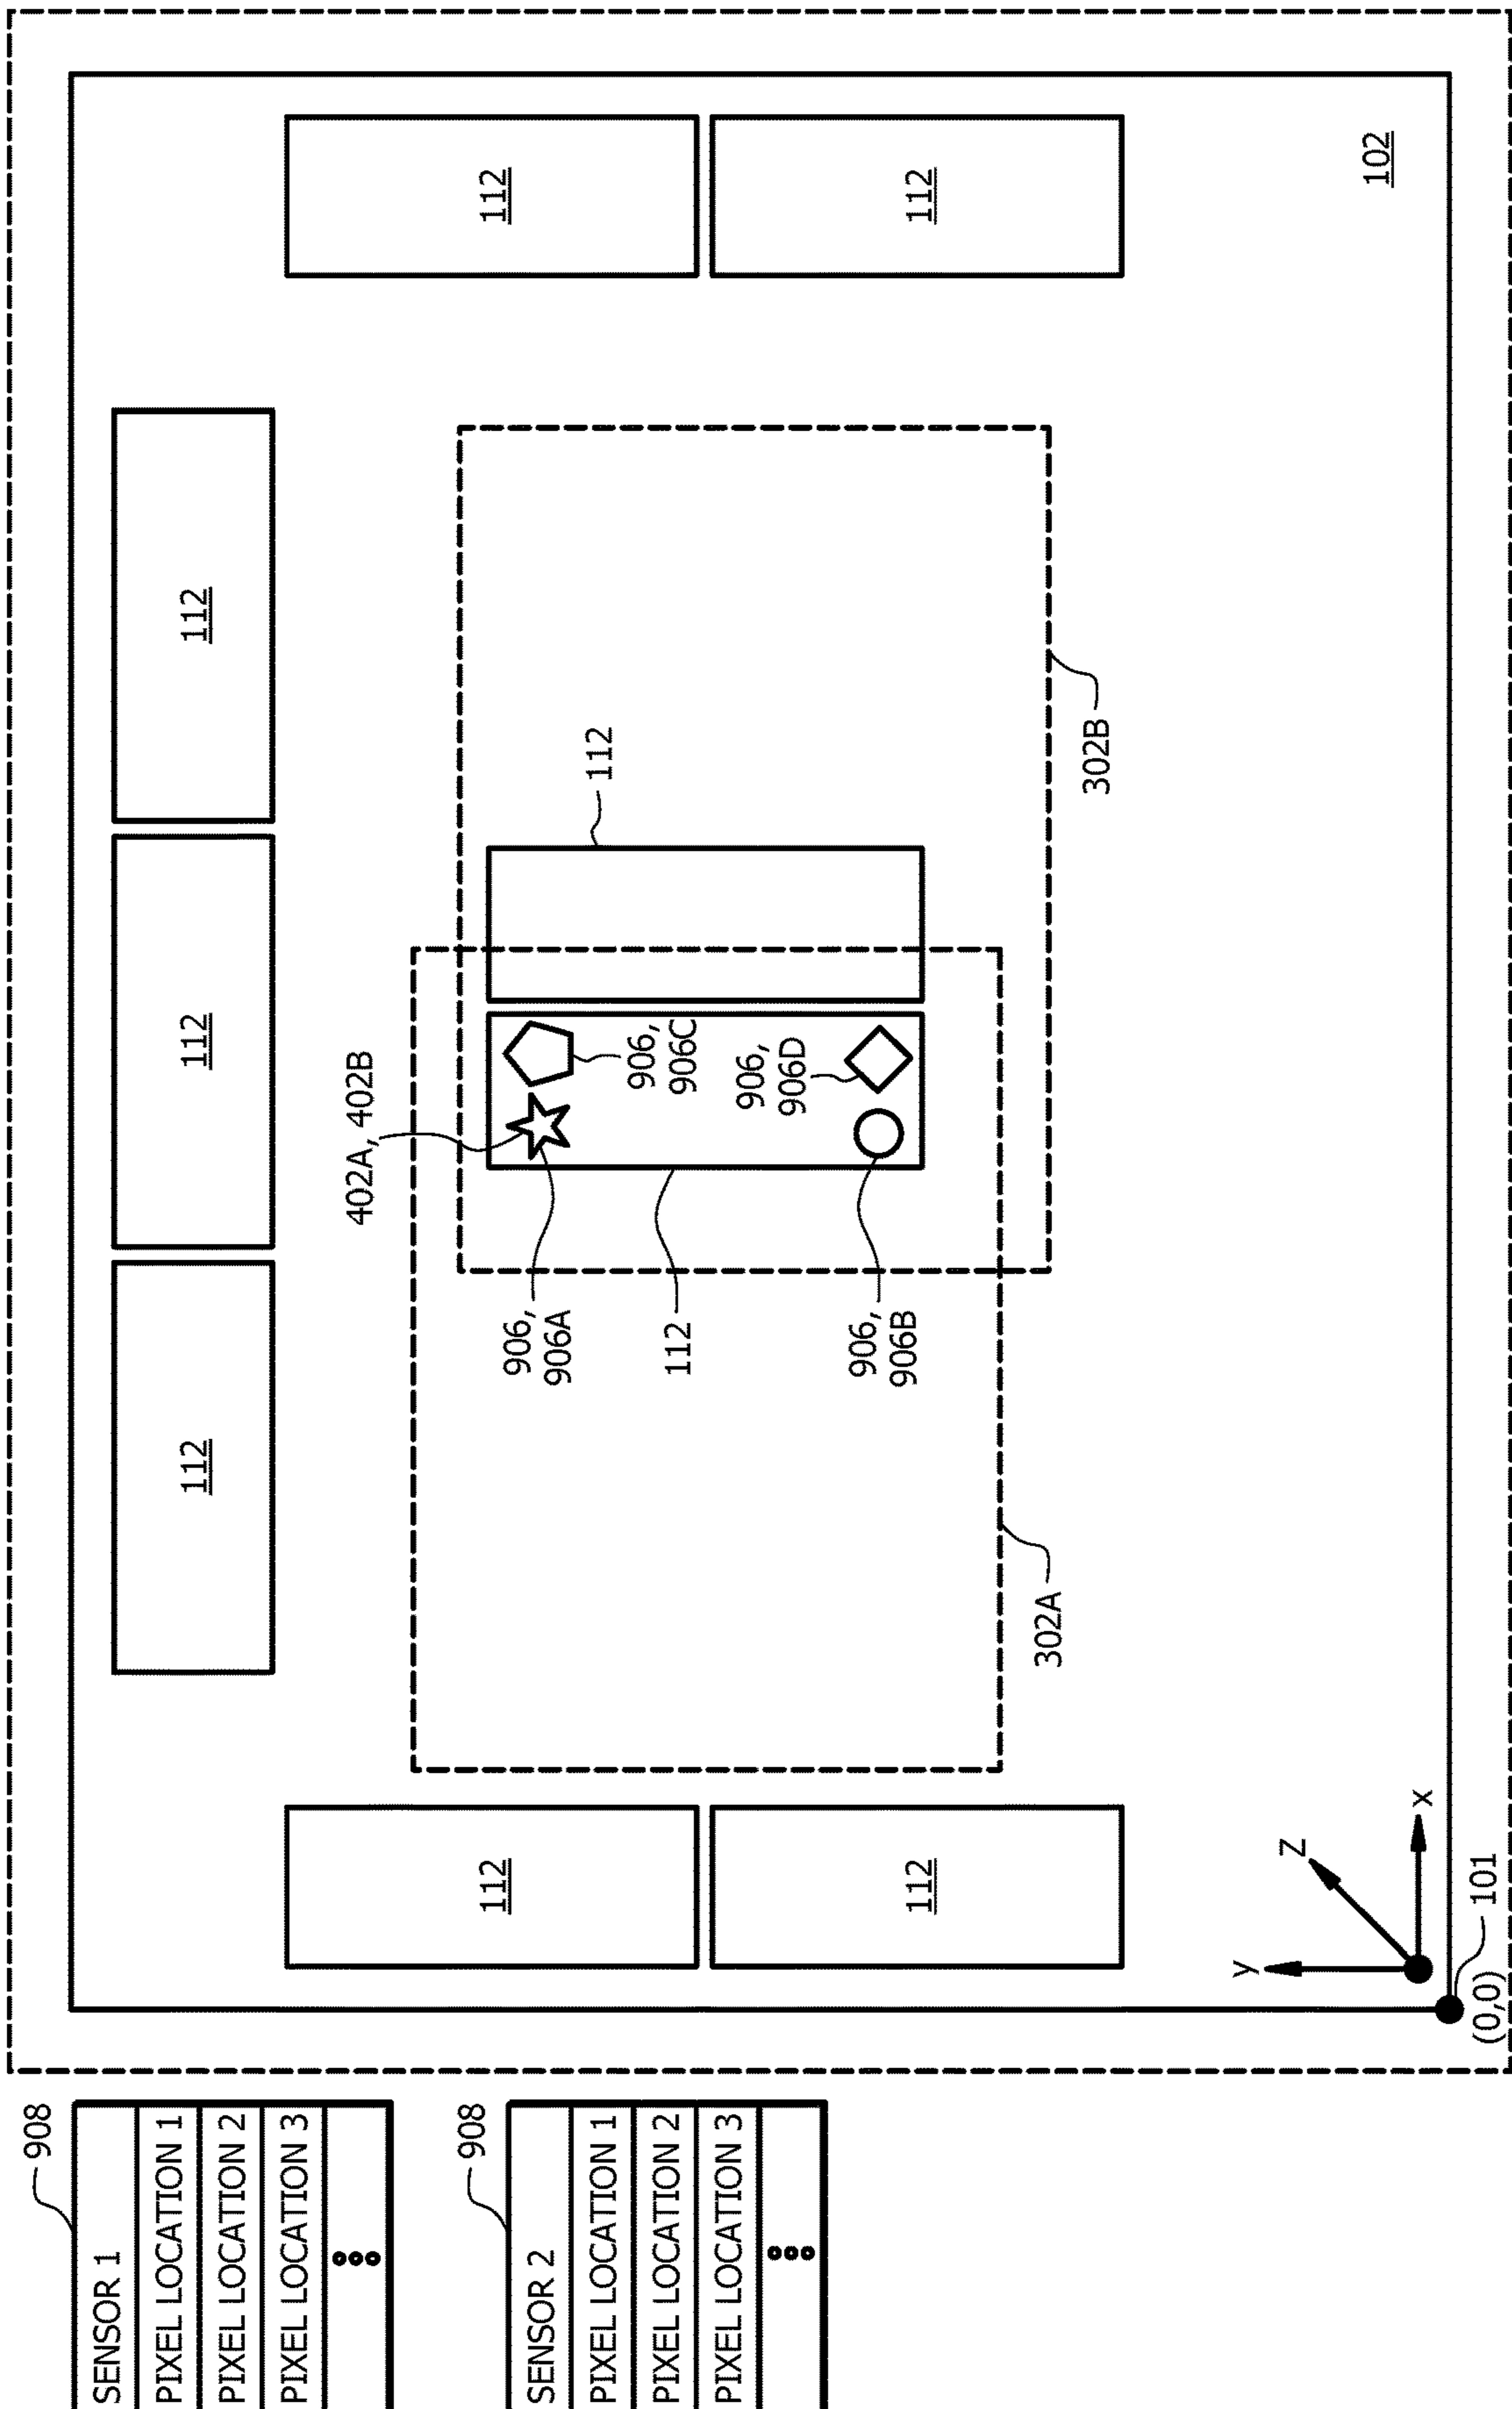 908
SENSOR 1
PIXEL LOCATION 1
PIXEL LOCATION 2
PIXEL LOCATION 3
908
SENSOR 2
PIXEL LOCATION 1
PIXEL LOCATION 2
PIXEL LOCATION 3
112
112
112
112
112
402A, 402B
906,
906A
906,
906C
112
112
906,
906B
906,
906D
302A
302B
112
112
102
y
Z
x
(0,0)
101